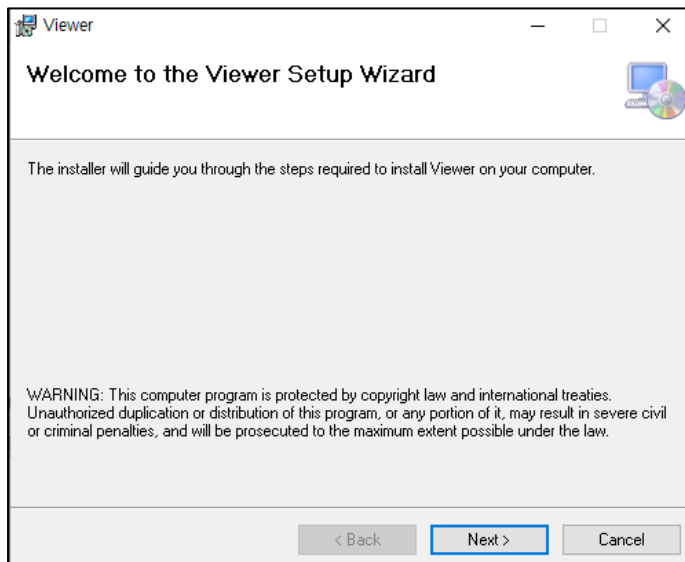 Viewer
Welcome to the Viewer Setup Wizard
The installer will guide you through the steps required to install Viewer on your computer.
WARNING: This computer program is protected by copyright law and international treaties.
Unauthorized duplication or distribution of this program, or any portion of it, may result in severe civil
or criminal penalties, and will be prosecuted to the maximum extent possible under the law.
< Back
Next >
Cancel